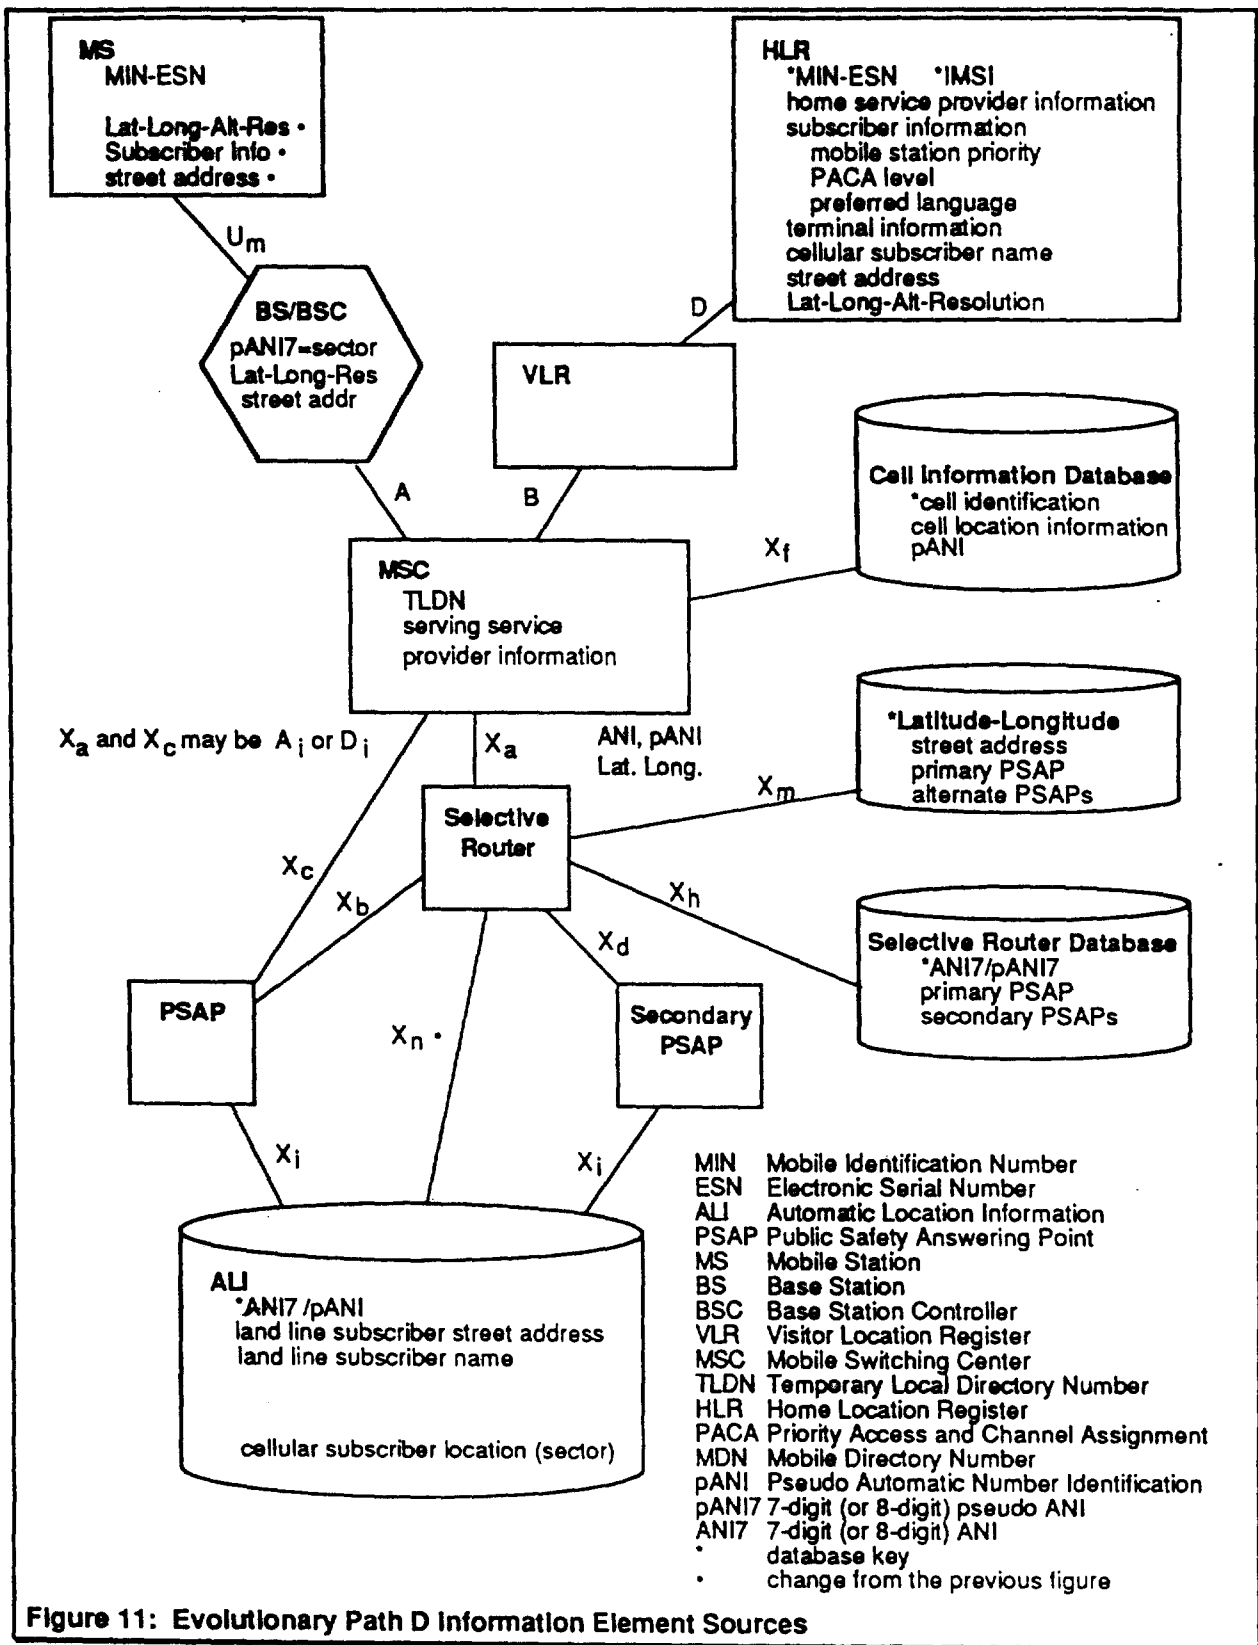 MS
MIN-ESN
Lat-Long-Alt-Res •
Subscriber Info •
street address •
HLR
*MIN-ESN *IMSI
home service provider information
subscriber information
mobile station priority
PACA level
preferred language
terminal information
cellular subscriber name
street address
Lat-Long-Alt-Resolution
Um
D
BS/BSC
pANI7=sector
Lat-Long-Res
street addr
VLR
A
B
Cell Information Database
*cell identification
cell location information
pANI
Xf
MSC
TLDN
serving service
provider information
*Latitude-Longitude
street address
primary PSAP
alternate PSAPs
Xa and Xc may be Ai or Di
Xa
ANI, pANI
Lat. Long.
Xm
Selective
Router
Xc
Xb
Xh
Xd
Selective Router Database
*ANI7/pANI7
primary PSAP
secondary PSAPs
PSAP
Xn •
Secondary
PSAP
Xi
Xi
ALI
*ANI7 /pANI
land line subscriber street address
land line subscriber name
cellular subscriber location (sector)
MIN Mobile Identification Number
ESN Electronic Serial Number
ALI Automatic Location Information
PSAP Public Safety Answering Point
MS Mobile Station
BS Base Station
BSC Base Station Controller
VLR Visitor Location Register
MSC Mobile Switching Center
TLDN Temporary Local Directory Number
HLR Home Location Register
PACA Priority Access and Channel Assignment
MDN Mobile Directory Number
pANI Pseudo Automatic Number Identification
pANI7 7-digit (or 8-digit) pseudo ANI
ANI7 7-digit (or 8-digit) ANI
* database key
• change from the previous figure
Figure 11: Evolutionary Path D Information Element Sources